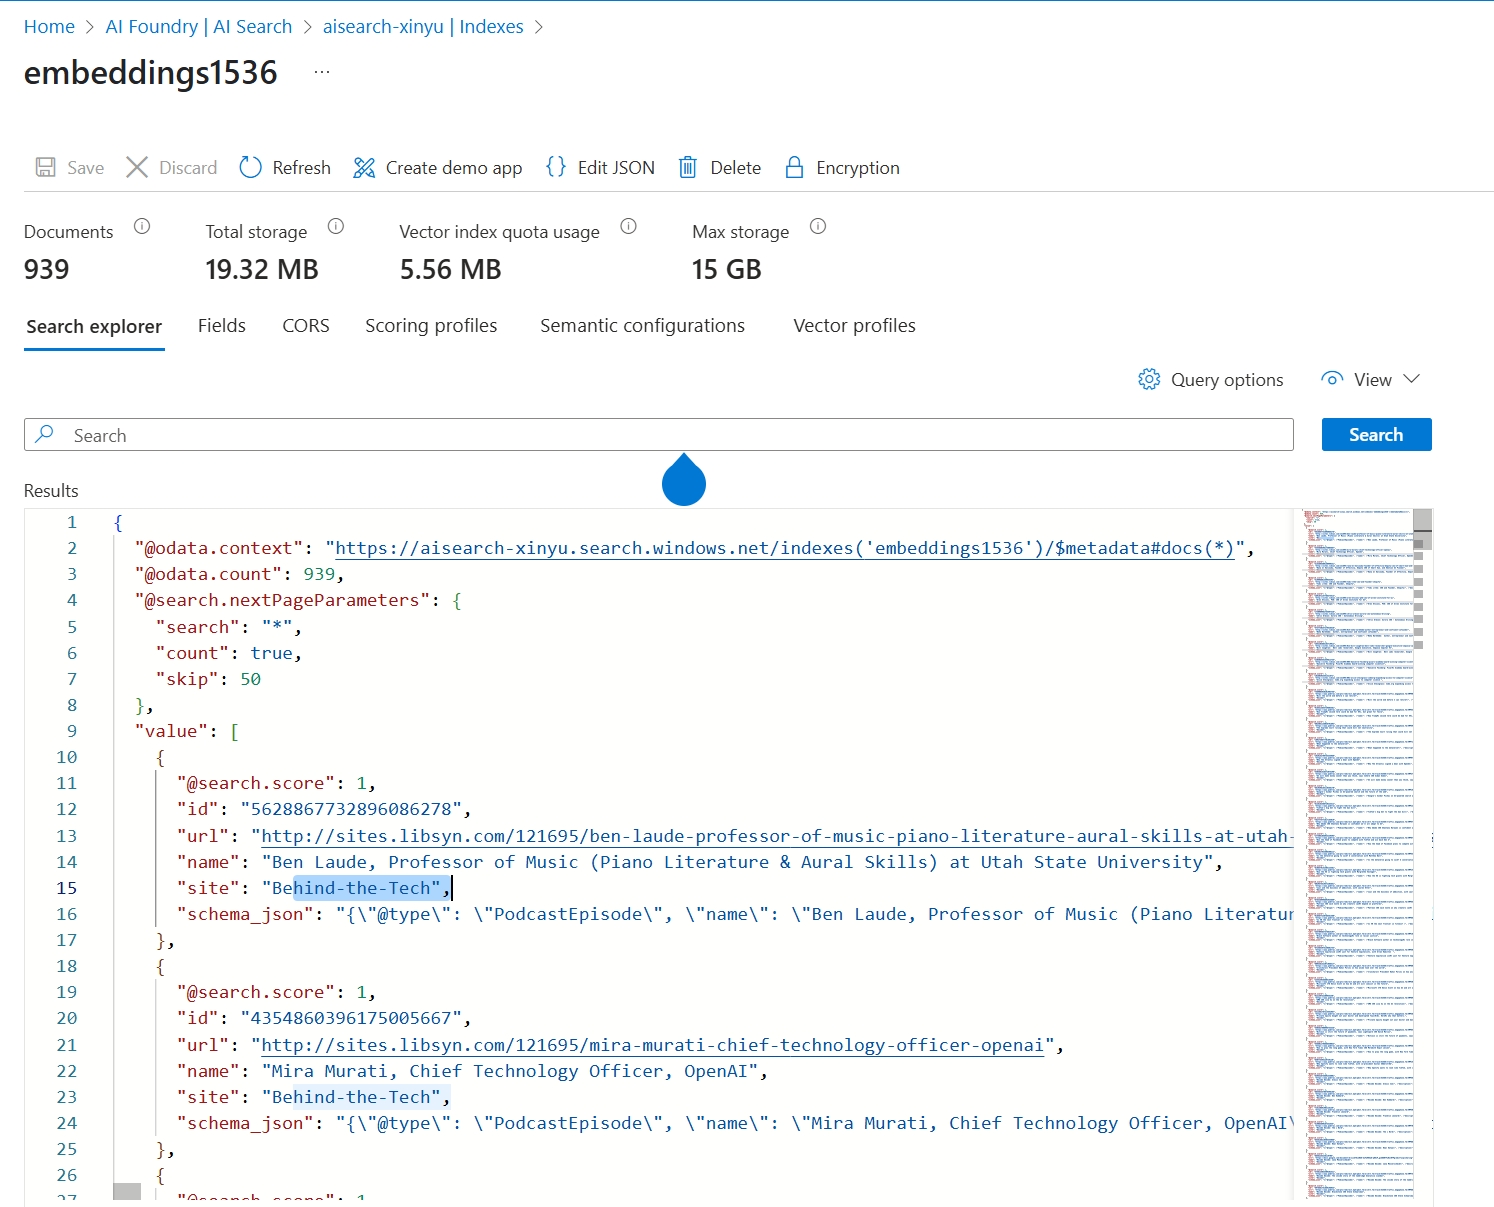 Home > AI Foundry | AI Search > aisearch-xinyu | Indexes >
embeddings1536 ...
Save Discard Refresh Create demo app {} Edit JSON Delete Encryption
Documents Total storage Vector index quota usage Max storage
939 19.32 MB 5.56 MB 15 GB
Search explorer Fields CORS Scoring profiles Semantic configurations Vector profiles
Query options View
Search Search
Results
1 {
2 "@odata.context": "https://aisearch-xinyu.search.windows.net/indexes('embeddings1536')/$metadata#docs(*)",
3 "@odata.count": 939,
4 "@search.nextPageParameters": {
5 "search": "*",
6 "count": true,
7 "skip": 50
8 },
9 "value": [
10 {
11 "@search.score": 1,
12 "id": "5628867732896086278",
13 "url": "http://sites.libsyn.com/121695/ben-laude-professor-of-music-piano-literature-aural-skills-at-utah-
14 "name": "Ben Laude, Professor of Music (Piano Literature & Aural Skills) at Utah State University",
15 "site": "Behind-the-Tech",
16 "schema_json": "{\"@type\": \"PodcastEpisode\", \"name\": \"Ben Laude, Professor of Music (Piano Literatur
17 },
18 {
19 "@search.score": 1,
20 "id": "4354860396175005667",
21 "url": "http://sites.libsyn.com/121695/mira-murati-chief-technology-officer-openai",
22 "name": "Mira Murati, Chief Technology Officer, OpenAI",
23 "site": "Behind-the-Tech",
24 "schema_json": "{\"@type\": \"PodcastEpisode\", \"name\": \"Mira Murati, Chief Technology Officer, OpenAI\
25 },
26 {
27 "@search.score": 1